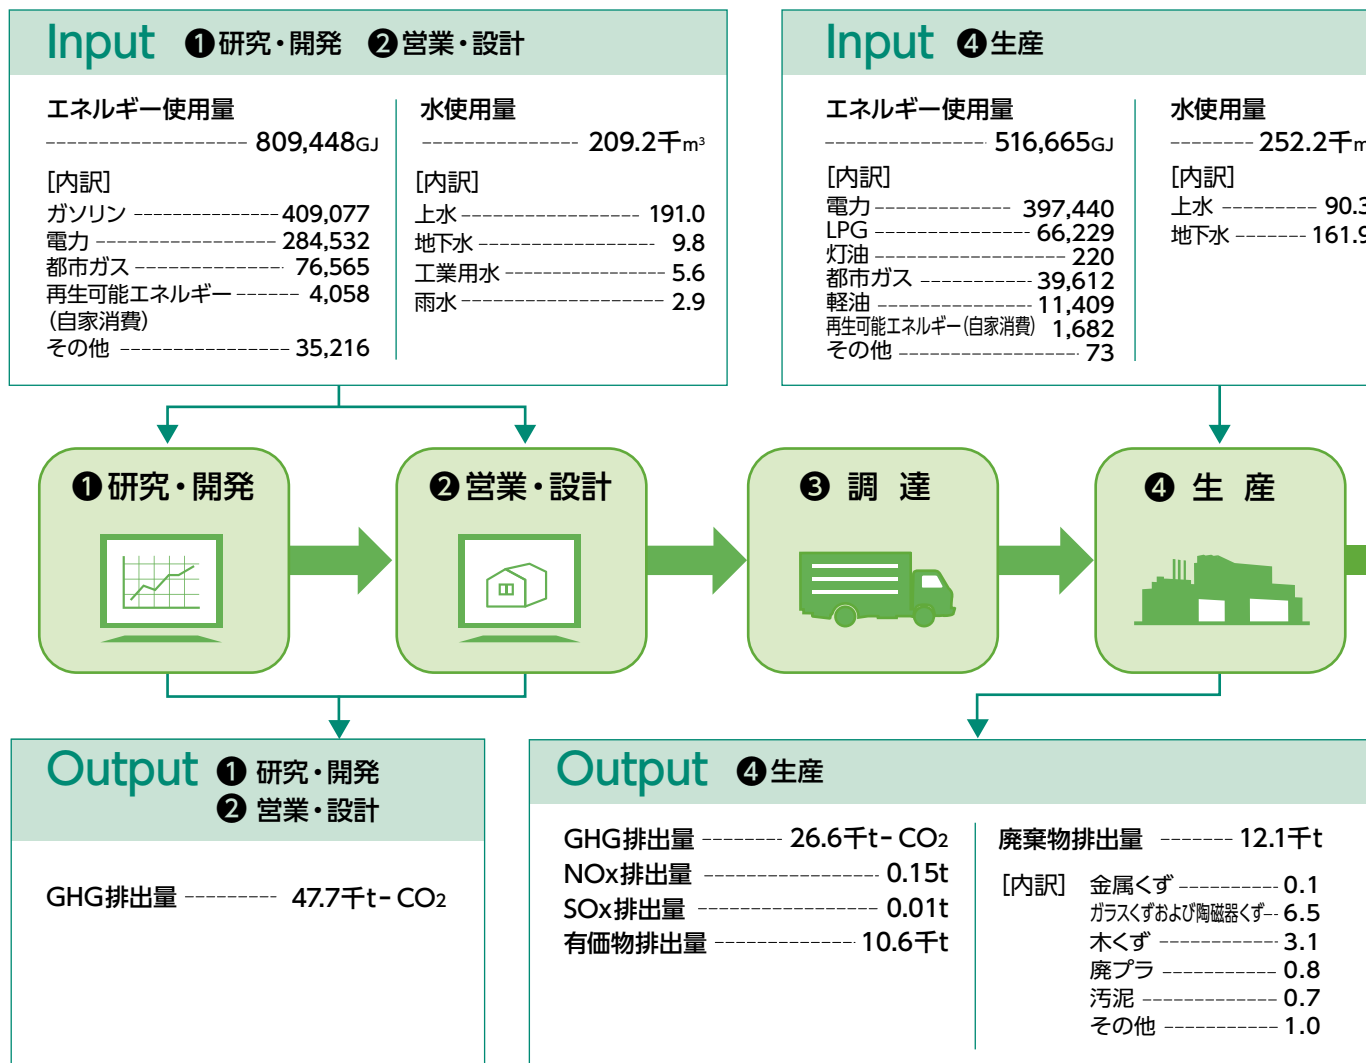 Input ❶研究・開発 ❷営業・設計
エネルギー使用量
809,448GJ
[内訳]
ガソリン 409,077
電力 284,532
都市ガス 76,565
再生可能エネルギー 4,058
(自家消費)
その他 35,216
水使用量
209.2千m³
[内訳]
上水 191.0
地下水 9.8
工業用水 5.6
雨水 2.9
Input ❹生産
エネルギー使用量
516,665GJ
[内訳]
電力 397,440
LPG 66,229
灯油 220
都市ガス 39,612
軽油 11,409
再生可能エネルギー(自家消費) 1,682
その他 73
水使用量
252.2千m
[内訳]
上水 90.3
地下水 161.9
❶研究・開発
❷営業・設計
❸ 調 達
❹ 生 産
Output ❶ 研究・開発
❷ 営業・設計
GHG排出量 47.7千t-CO2
Output ❹生産
GHG排出量 26.6千t-CO2
NOx排出量 0.15t
SOx排出量 0.01t
有価物排出量 10.6千t
廃棄物排出量 12.1千t
[内訳] 金属くず 0.1
ガラスくずおよび陶磁器くず 6.5
木くず 3.1
廃プラ 0.8
汚泥 0.7
その他 1.0